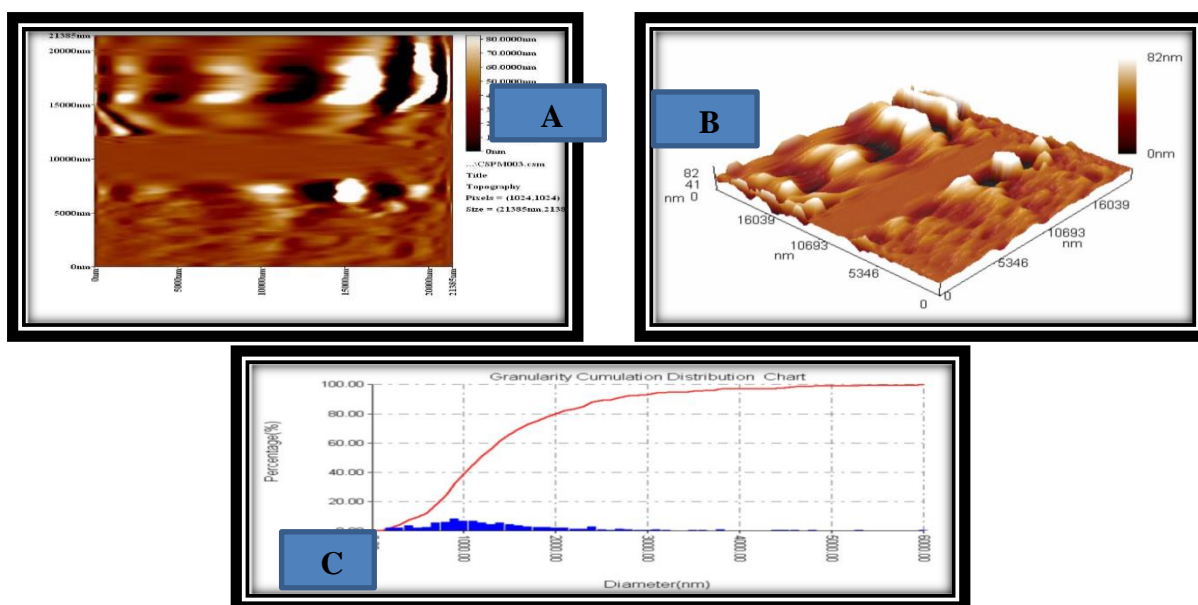 21385nm
20000nm
15000nm
10000nm
5000nm
0nm
0nm
5000nm
10000nm
15000nm
20000nm
21385nm
80.0000nm
70.0000nm
60.0000nm
0nm
...\CSPM003.csm
Title
Topography
Pixels = (1024,1024)
Size = (21385nm,2138
A
B
82nm
0nm
82
41
nm 0
16039
10693
nm
5346
0
0
5346
nm
10693
16039
Granularity Cumulation Distribution Chart
Percentage(%)
100.00
80.00
60.00
40.00
20.00
1000.00
2000.00
3000.00
4000.00
5000.00
6000.00
Diameter(nm)
C